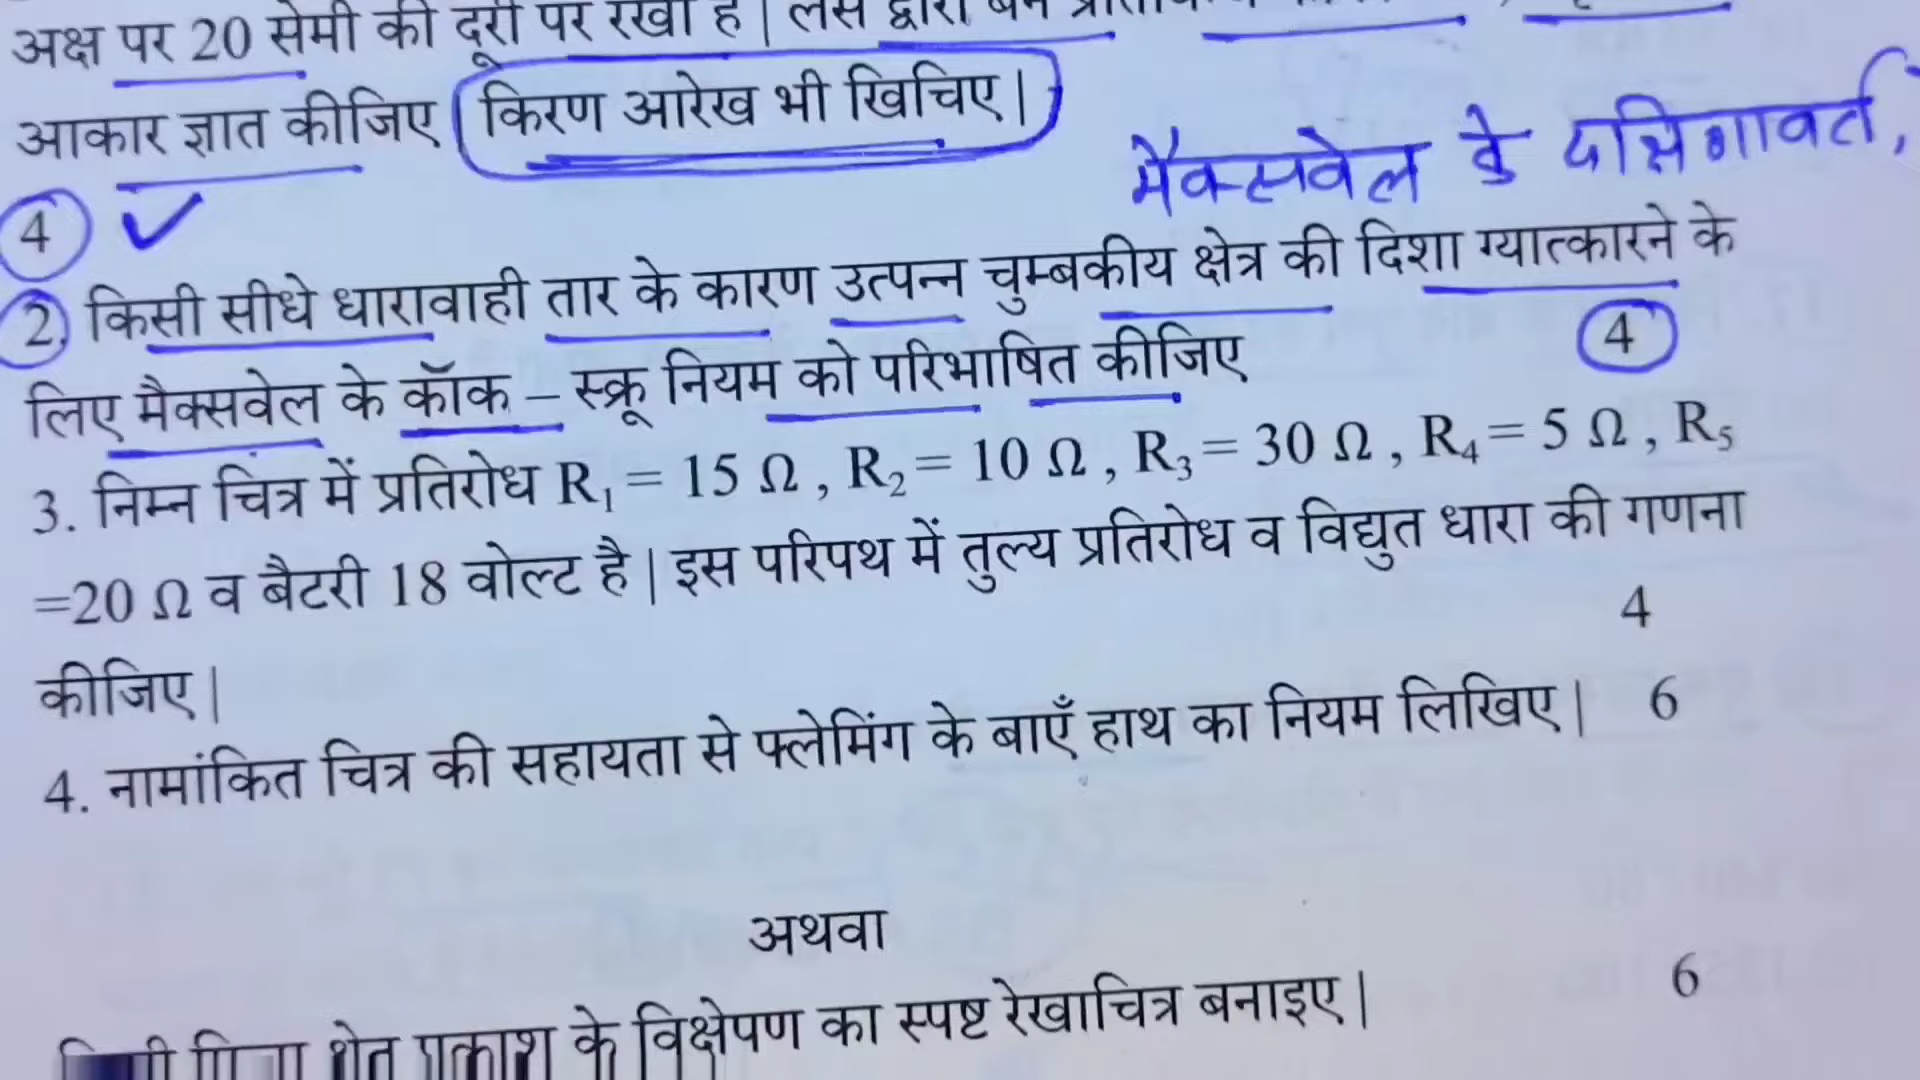 अक्ष पर 20 सेमी की दूरी पर रखा है | लेंस द्वारा बने
आकार ज्ञात कीजिए किरण आरेख भी खिचिए |
मैक्सवेल के दक्षिणावर्त,
4
2. किसी सीधे धारावाही तार के कारण उत्पन्न चुम्बकीय क्षेत्र की दिशा ग्यात्कारने के
लिए मैक्सवेल के कॉक – स्क्रू नियम को परिभाषित कीजिए 4
3. निम्न चित्र में प्रतिरोध R₁ = 15 Ω , R₂ = 10 Ω , R₃ = 30 Ω , R₄ = 5 Ω , R₅
=20 Ω व बैटरी 18 वोल्ट है | इस परिपथ में तुल्य प्रतिरोध व विद्युत धारा की गणना
4
कीजिए |
4. नामांकित चित्र की सहायता से फ्लेमिंग के बाएँ हाथ का नियम लिखिए | 6
अथवा
श्वेत प्रकाश के विक्षेपण का स्पष्ट रेखाचित्र बनाइए | 6